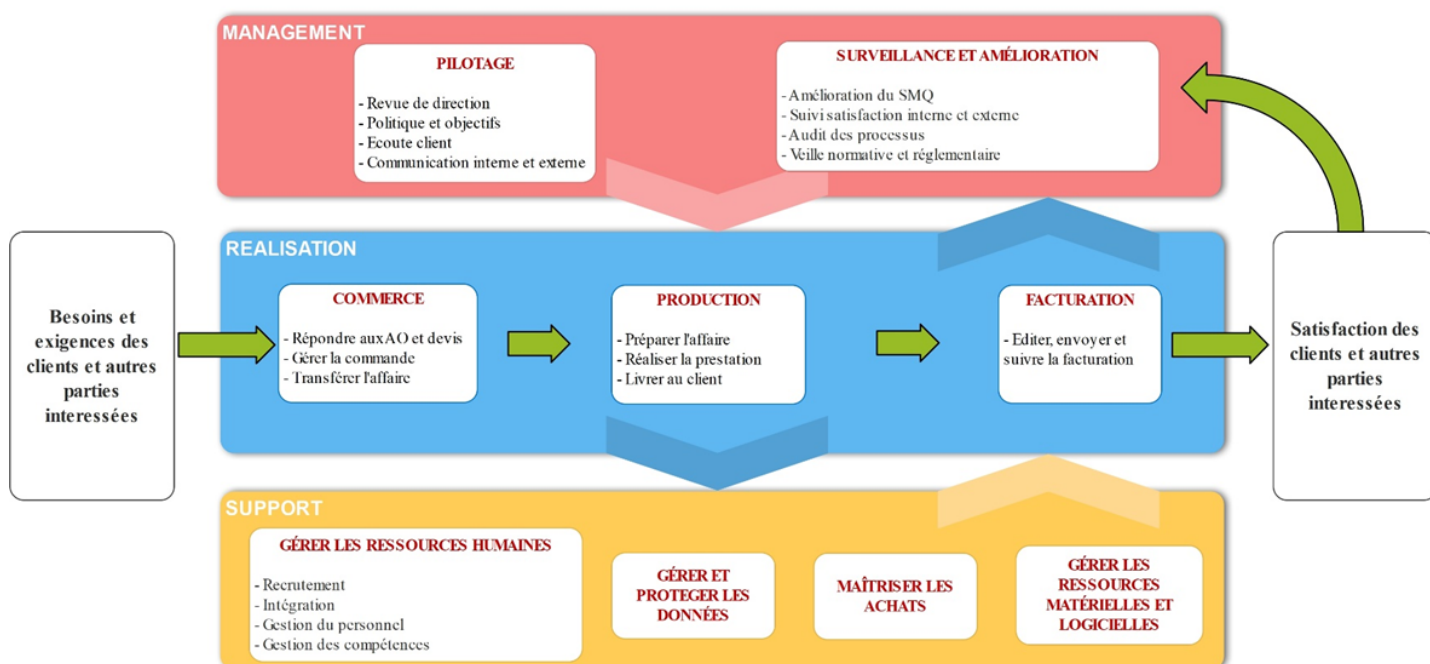 MANAGEMENT
PILOTAGE
- Revue de direction
- Politique et objectifs
- Ecoute client
- Communication interne et externe
SURVEILLANCE ET AMÉLIORATION
- Amélioration du SMQ
- Suivi satisfaction interne et externe
- Audit des processus
- Veille normative et réglementaire
Besoins et
exigences des
clients et autres
parties
interessées
REALISATION
COMMERCE
- Répondre aux AO et devis
- Gérer la commande
- Transférer l'affaire
PRODUCTION
- Préparer l'affaire
- Réaliser la prestation
- Livrer au client
FACTURATION
- Editer, envoyer et
suivre la facturation
Satisfaction des
clients et autres
parties
interessées
SUPPORT
GÉRER LES RESSOURCES HUMAINES
- Recrutement
- Intégration
- Gestion du personnel
- Gestion des compétences
GÉRER ET
PROTEGER LES
DONNÉES
MAÎTRISER LES
ACHATS
GÉRER LES
RESSOURCES
MATÉRIELLES ET
LOGICIELLES